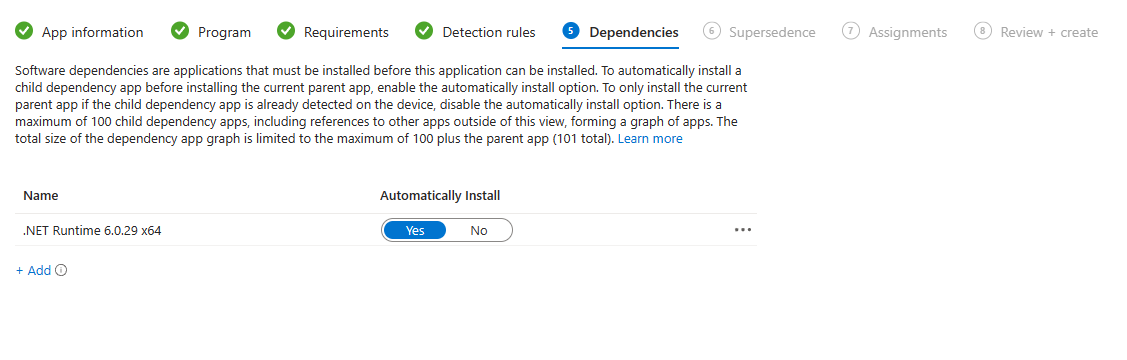 App information
Program
Requirements
Detection rules
5 Dependencies
6 Supersedence
7 Assignments
8 Review + create
Software dependencies are applications that must be installed before this application can be installed. To automatically install a
child dependency app before installing the current parent app, enable the automatically install option. To only install the current
parent app if the child dependency app is already detected on the device, disable the automatically install option. There is a
maximum of 100 child dependency apps, including references to other apps outside of this view, forming a graph of apps. The
total size of the dependency app graph is limited to the maximum of 100 plus the parent app (101 total). Learn more
Name Automatically Install
.NET Runtime 6.0.29 x64 Yes No
+ Add